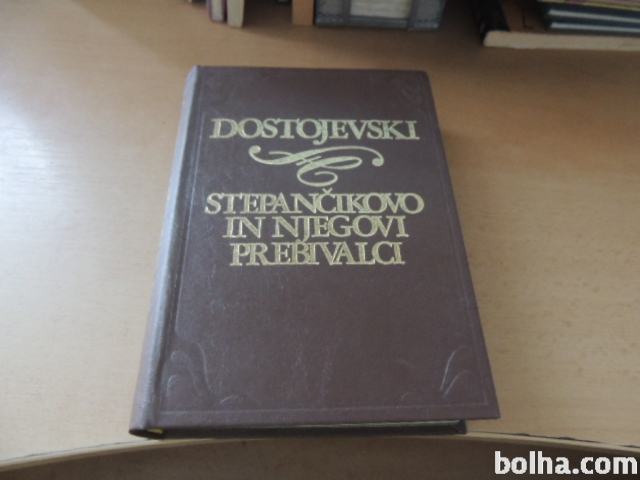 DOSTOJEVSKI
STEPANČIKOVO
IN NJEGOVI
PREBIVALCI
bolha.com